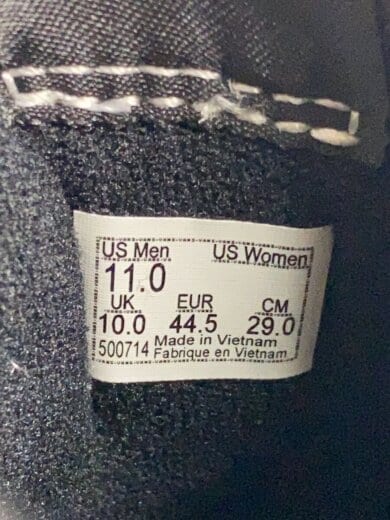 US Men US Women
11.0
UK EUR CM
10.0 44.5 29.0
500714 Made in Vietnam
Fabrique en Vietnam